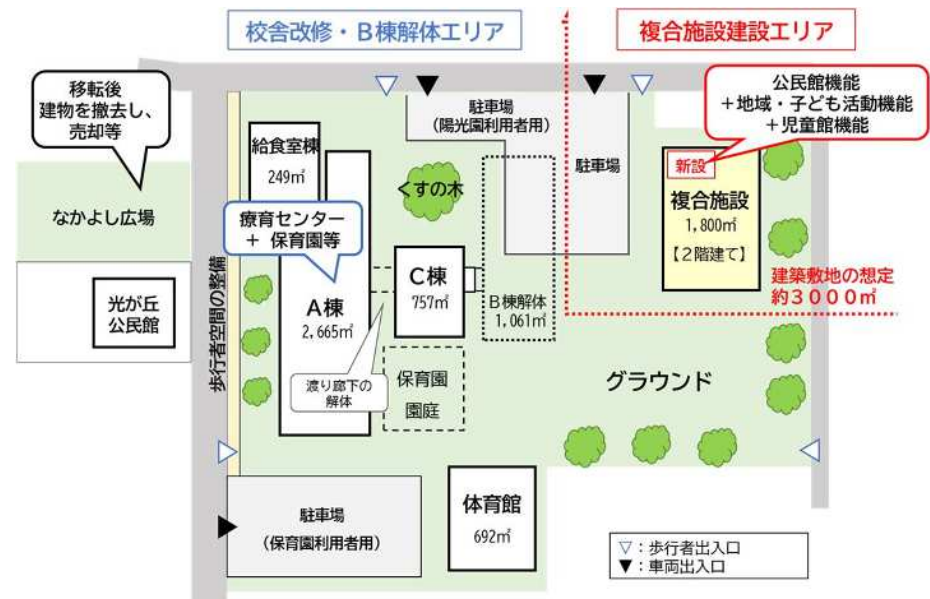 校舎改修・B棟解体エリア
複合施設建設エリア
移転後
建物を撤去し、
売却等
公民館機能
+地域・子ども活動機能
+児童館機能
駐車場
(陽光園利用者用)
駐車場
給食室棟
249㎡
くすの木
新設
複合施設
1,800㎡
【2階建て】
なかよし広場
療育センター
+ 保育園等
C棟
757㎡
B棟解体
1,061㎡
建築敷地の想定
約3000㎡
光が丘
公民館
歩行者空間の整備
A棟
2,665㎡
渡り廊下の
解体
保育園
園庭
グラウンド
駐車場
(保育園利用者用)
体育館
692㎡
▽:歩行者出入口
▼:車両出入口